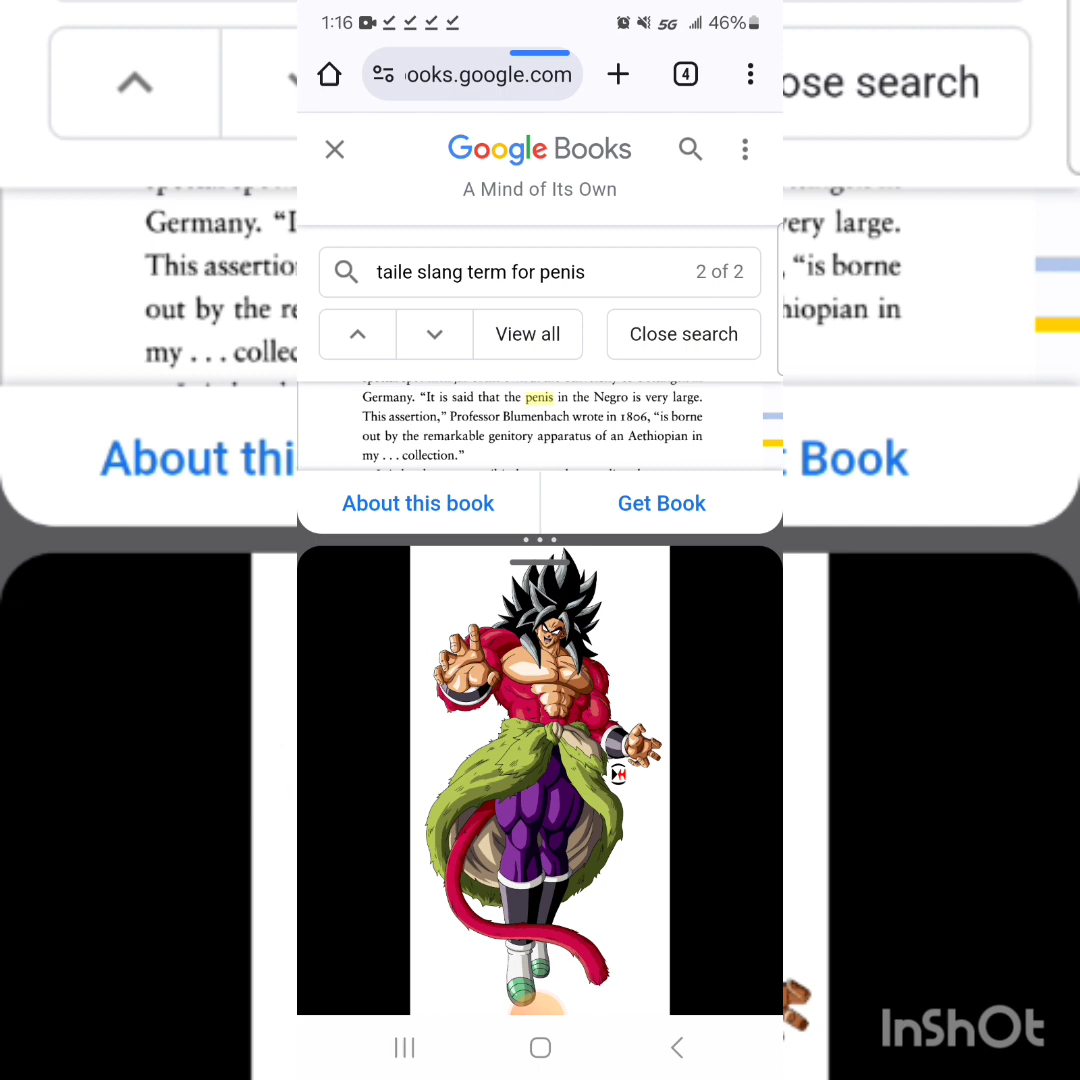 1:16
5G
46%
ooks.google.com
4
ose search
Google Books
A Mind of Its Own
taile slang term for penis
2 of 2
View all
Close search
Germany. “I
very large.
This assertio
“is borne
out by the re
hiopian in
my . . . collec
Germany. “It is said that the penis in the Negro is very large.
This assertion,” Professor Blumenbach wrote in 1806, “is borne
out by the remarkable genitory apparatus of an Aethiopian in
my . . . collection.”
About thi
Book
About this book
Get Book
InShOt